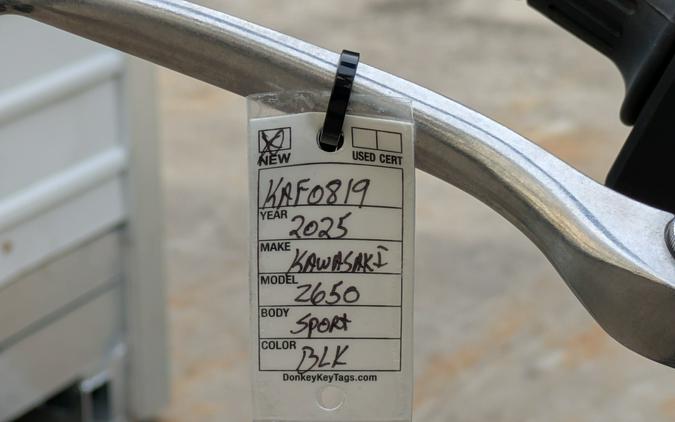 NEW USED CERT
KAF0819
YEAR 2025
MAKE KAWASAKI
MODEL Z650
BODY SPORT
COLOR BLK
DonkeyKeyTags.com